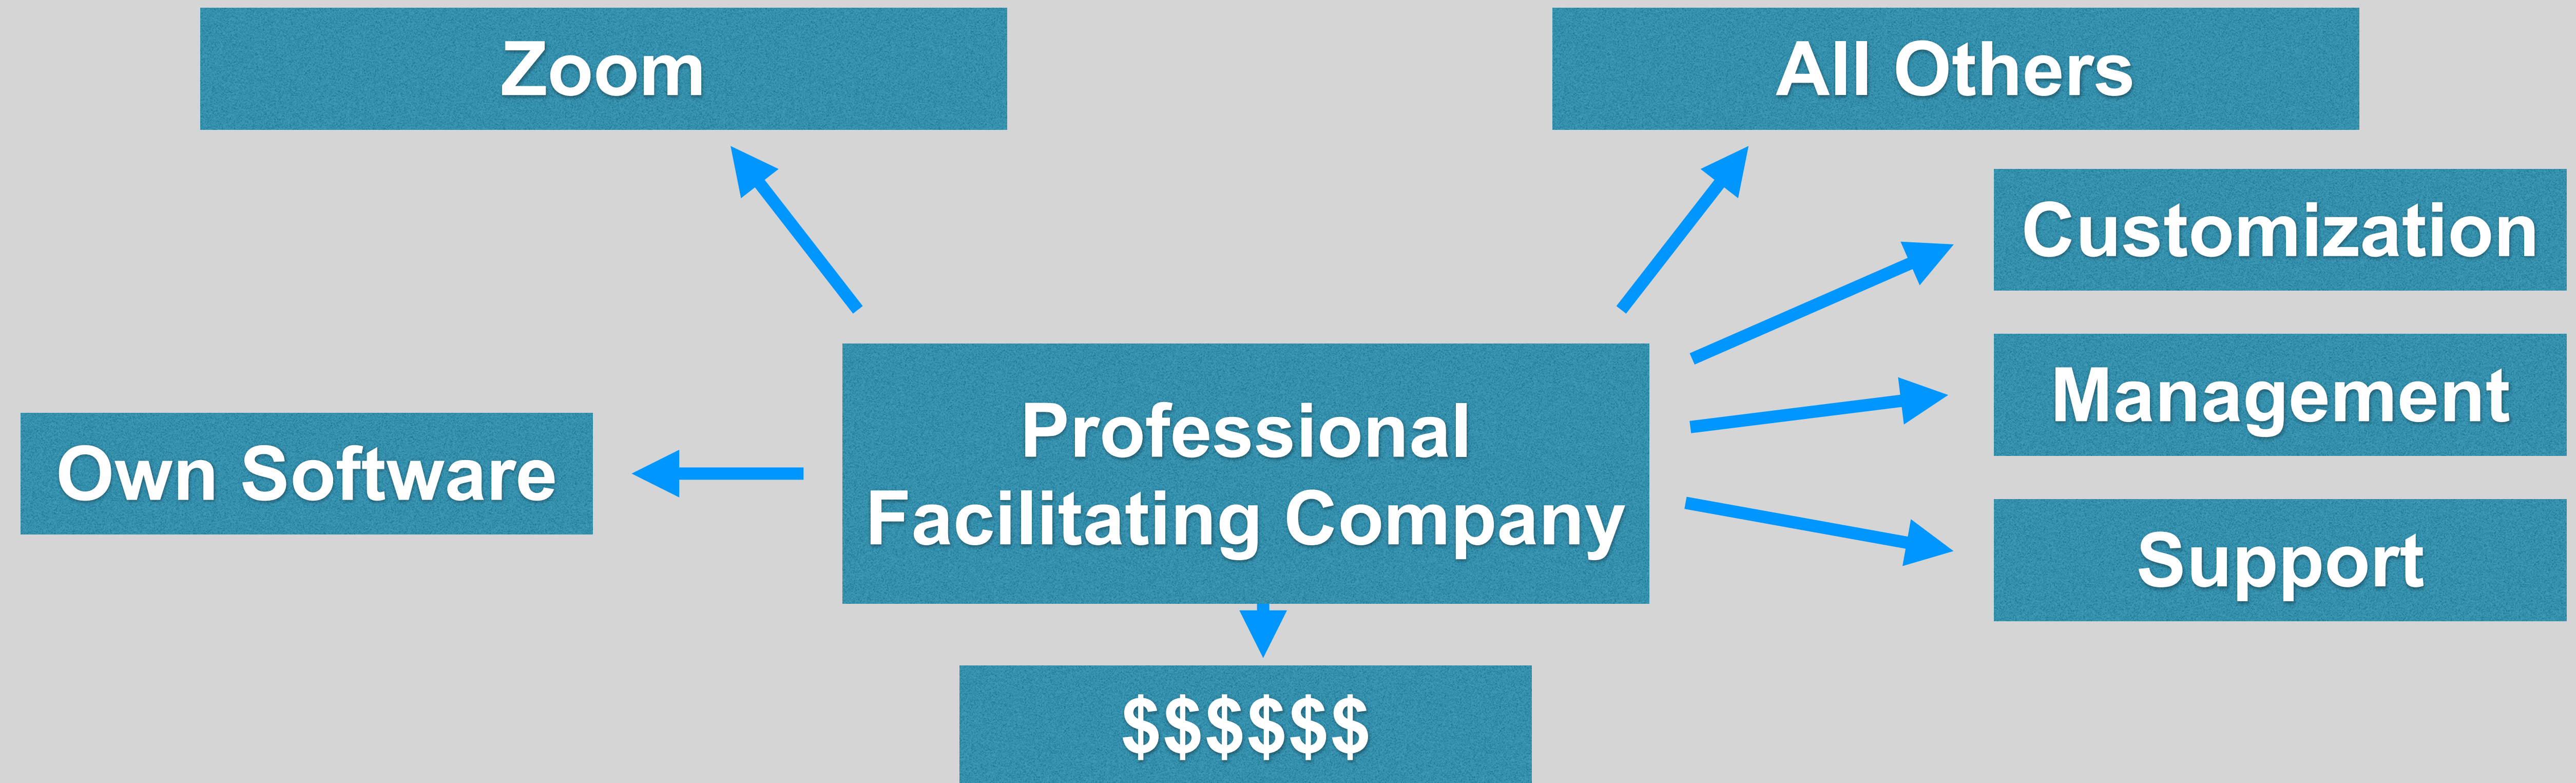 Zoom
All Others
Customization
Management
Own Software
Professional
Facilitating Company
Support
$$$$$$